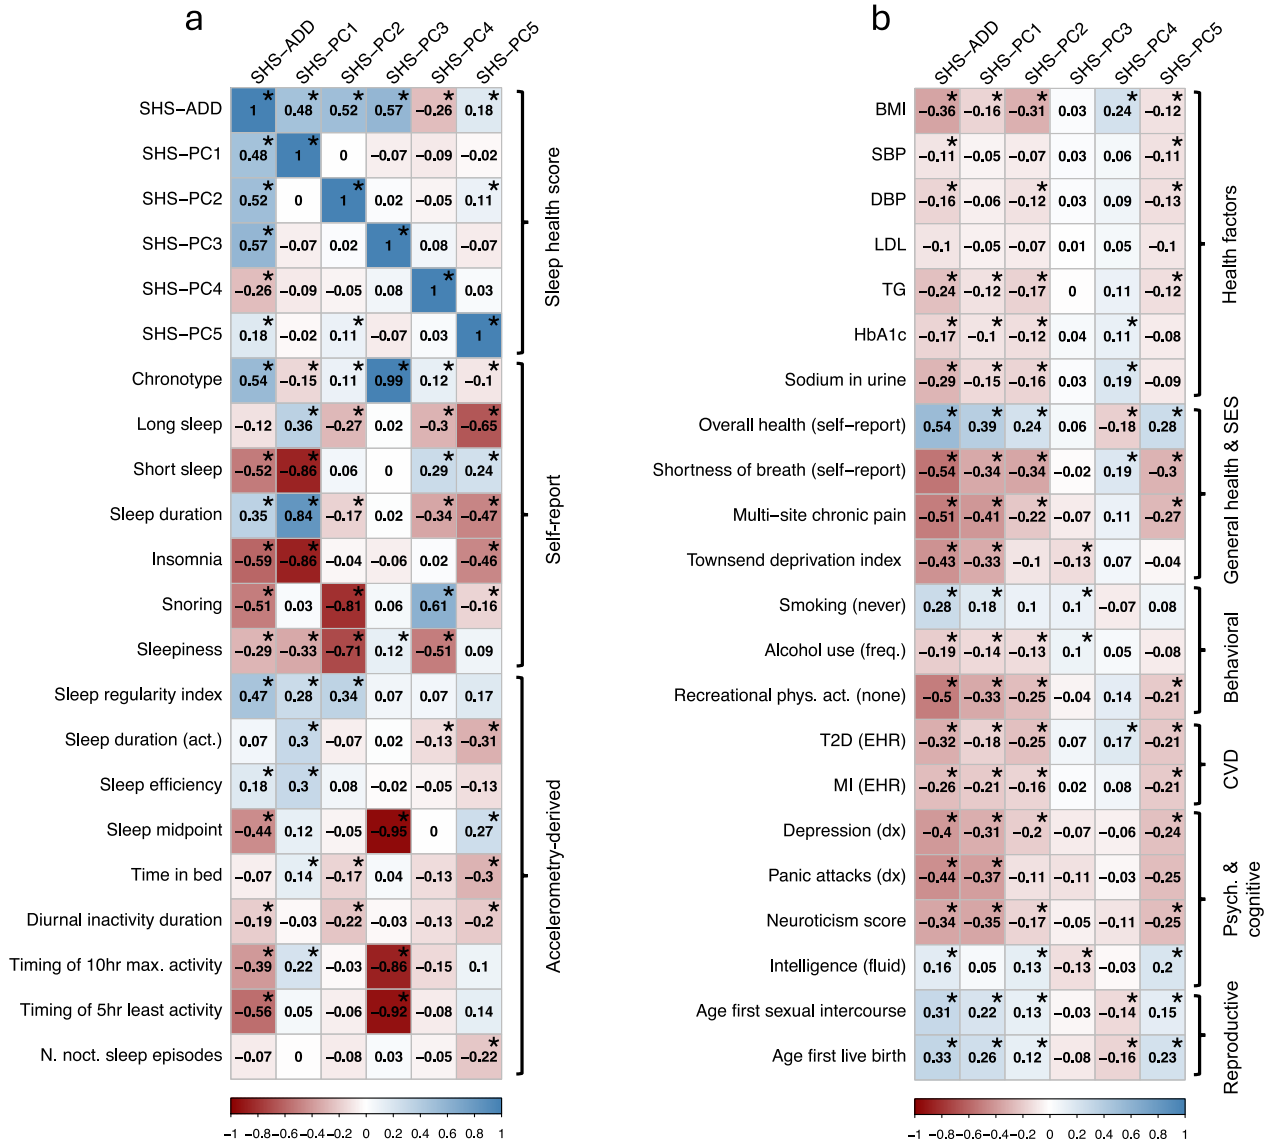 a
SHS−ADD SHS−PC1 SHS−PC2 SHS−PC3 SHS−PC4 SHS−PC5
SHS−ADD 1* 0.48* 0.52* 0.57* −0.26* 0.18*
SHS−PC1 0.48* 1* 0 −0.07 −0.09 −0.02
SHS−PC2 0.52* 0 1* 0.02 −0.05 0.11*
SHS−PC3 0.57* −0.07 0.02 1* 0.08 −0.07
SHS−PC4 −0.26* −0.09 −0.05 0.08 1* 0.03
SHS−PC5 0.18* −0.02 0.11* −0.07 0.03 1*
Sleep health score
Chronotype 0.54* −0.15* 0.11* 0.99* 0.12* −0.1*
Long sleep −0.12 0.36* −0.27* 0.02 −0.3* −0.65*
Short sleep −0.52* −0.86* 0.06 0 0.29* 0.24*
Sleep duration 0.35* 0.84* −0.17* 0.02 −0.34* −0.47*
Insomnia −0.59* −0.86* −0.04 −0.06 0.02 −0.46*
Snoring −0.51* 0.03 −0.81* 0.06 0.61* −0.16*
Sleepiness −0.29* −0.33* −0.71* 0.12* −0.51* 0.09
Self−report
Sleep regularity index 0.47* 0.28* 0.34* 0.07 0.07 0.17
Sleep duration (act.) 0.07 0.3* −0.07 0.02 −0.13* −0.31*
Sleep efficiency 0.18* 0.3* 0.08 −0.02 −0.05 −0.13
Sleep midpoint −0.44* 0.12 −0.05 −0.95* 0 0.27*
Time in bed −0.07 0.14* −0.17* 0.04 −0.13 −0.3*
Diurnal inactivity duration −0.19* −0.03 −0.22* −0.03 −0.13 −0.2*
Timing of 10hr max. activity −0.39* 0.22* −0.03 −0.86* −0.15 0.1
Timing of 5hr least activity −0.56* 0.05 −0.06 −0.92* −0.08 0.14
N. noct. sleep episodes −0.07 0 −0.08 0.03 −0.05 −0.22*
Accelerometry−derived
−1 −0.8 −0.6 −0.4 −0.2 0 0.2 0.4 0.6 0.8 1
b
SHS−ADD SHS−PC1 SHS−PC2 SHS−PC3 SHS−PC4 SHS−PC5
BMI −0.36* −0.16* −0.31* 0.03 0.24* −0.12*
SBP −0.11* −0.05 −0.07 0.03 0.06 −0.11*
DBP −0.16* −0.06 −0.12* 0.03 0.09 −0.13*
LDL −0.1 −0.05 −0.07 0.01 0.05 −0.1
TG −0.24* −0.12* −0.17* 0 0.11 −0.12*
HbA1c −0.17* −0.1* −0.12* 0.04 0.11* −0.08
Sodium in urine −0.29* −0.15* −0.16* 0.03 0.19* −0.09
Health factors
Overall health (self−report) 0.54* 0.39* 0.24* 0.06 −0.18* 0.28*
Shortness of breath (self−report) −0.54* −0.34* −0.34* −0.02 0.19* −0.3*
Multi−site chronic pain −0.51* −0.41* −0.22* −0.07 0.11 −0.27*
Townsend deprivation index −0.43* −0.33* −0.1 −0.13* 0.07 −0.04
General health & SES
Smoking (never) 0.28* 0.18* 0.1 0.1* −0.07 0.08
Alcohol use (freq.) −0.19* −0.14* −0.13* 0.1* 0.05 −0.08
Recreational phys. act. (none) −0.5* −0.33* −0.25* −0.04 0.14 −0.21*
Behavioral
T2D (EHR) −0.32* −0.18* −0.25* 0.07 0.17* −0.21*
MI (EHR) −0.26* −0.21* −0.16* 0.02 0.08 −0.21*
CVD
Depression (dx) −0.4* −0.31* −0.2* −0.07 −0.06 −0.24*
Panic attacks (dx) −0.44* −0.37* −0.11 −0.11 −0.03 −0.25
Neuroticism score −0.34* −0.35* −0.17* −0.05 −0.11 −0.25*
Intelligence (fluid) 0.16* 0.05 0.13* −0.13* −0.03 0.2*
Psych. &
cognitive
Age first sexual intercourse 0.31* 0.22* 0.13* −0.03 −0.14* 0.15*
Age first live birth 0.33* 0.26* 0.12* −0.08 −0.16* 0.23*
Reproductive
−1 −0.8 −0.6 −0.4 −0.2 0 0.2 0.4 0.6 0.8 1